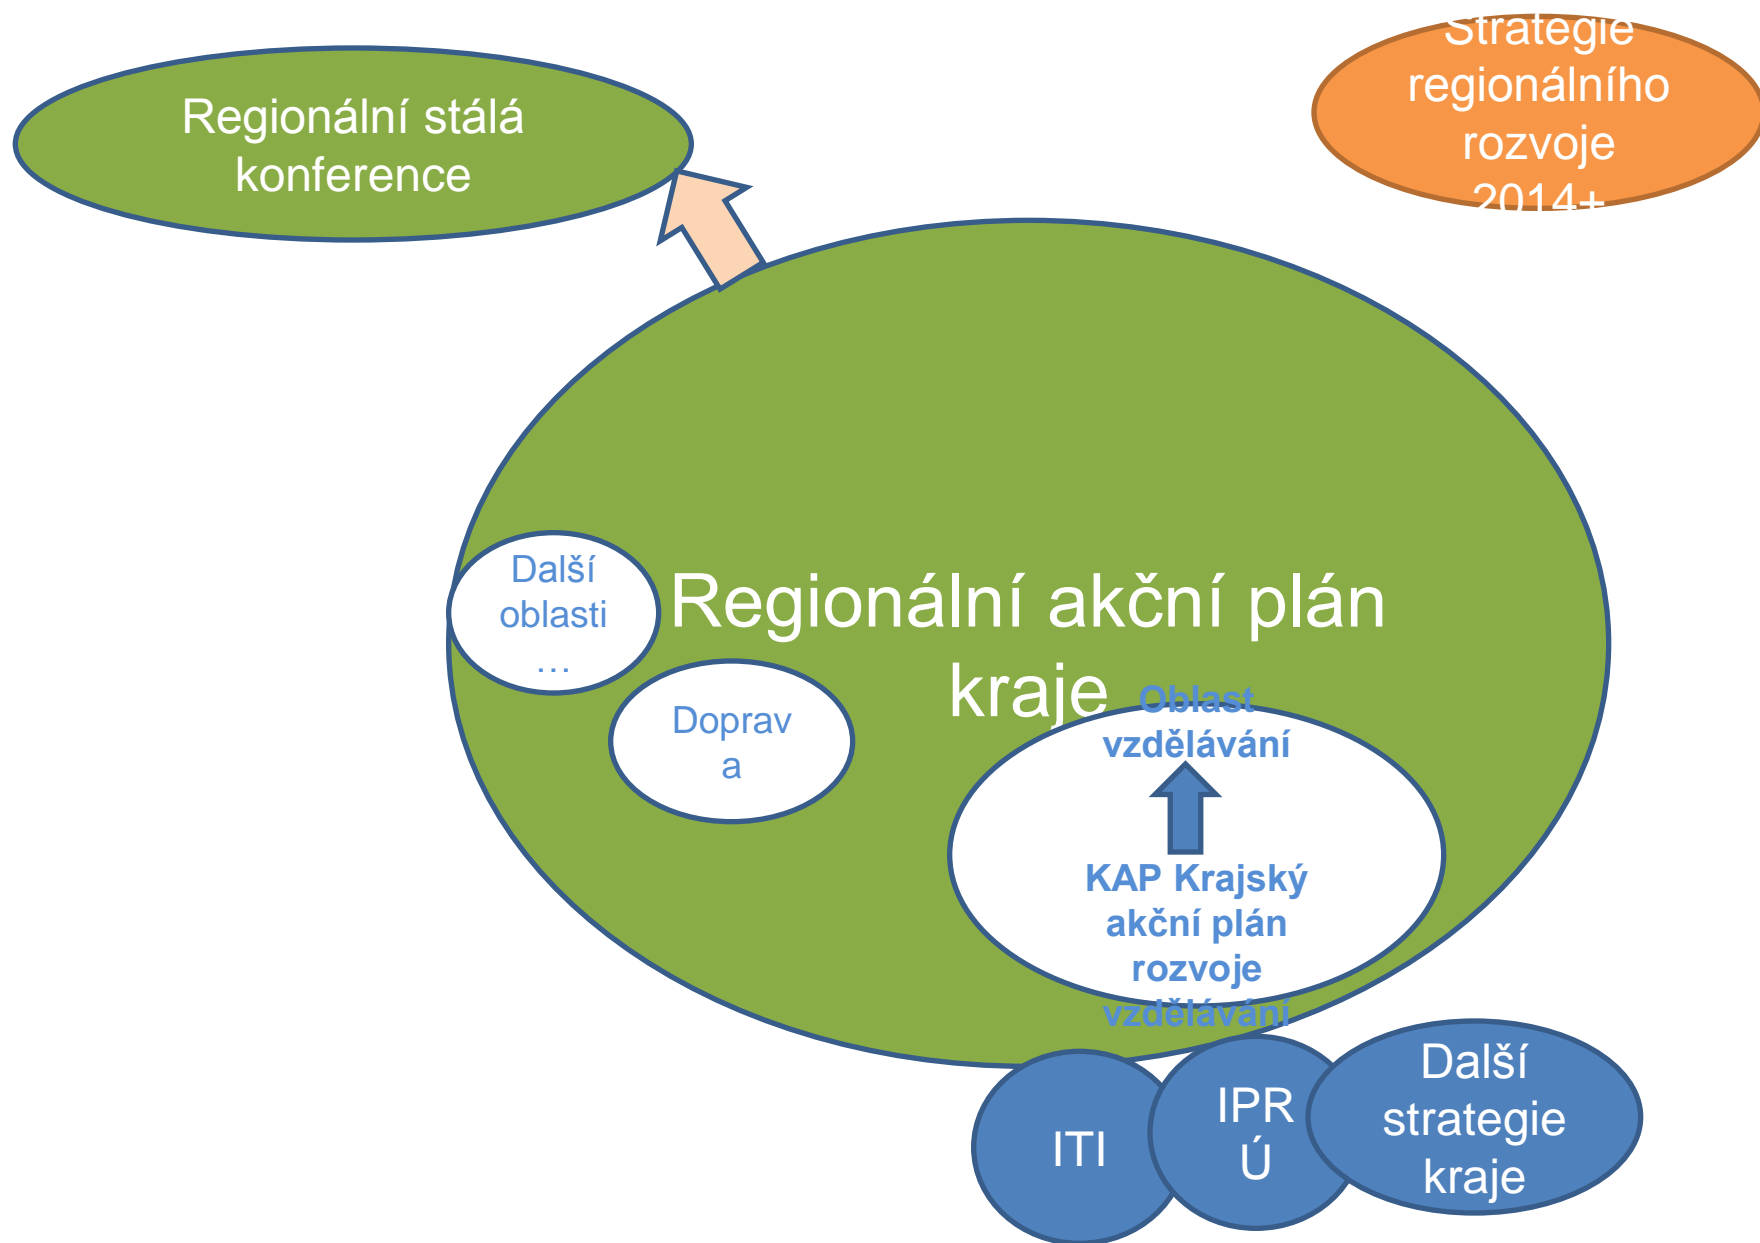 Strategie
regionálního
rozvoje
2014+
Regionální stálá
konference
Další
oblasti
…
Regionální akční plán
kraje
Doprav
a
Oblast
vzdělávání
KAP Krajský
akční plán
rozvoje
vzdělávání
ITI
IPR
Ú
Další
strategie
kraje